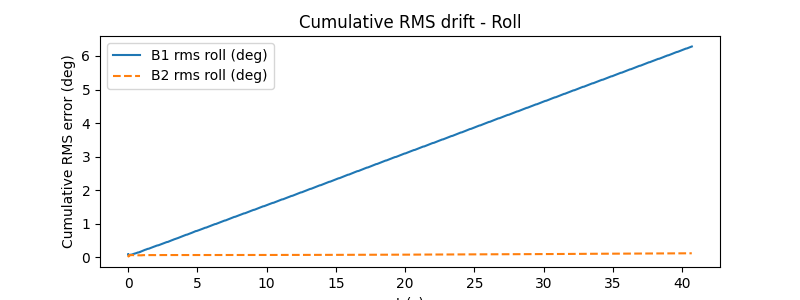 Cumulative RMS drift - Roll
B1 rms roll (deg)
B2 rms roll (deg)
Cumulative RMS error (deg)
6
5
4
3
2
1
0
0 5 10 15 20 25 30 35 40